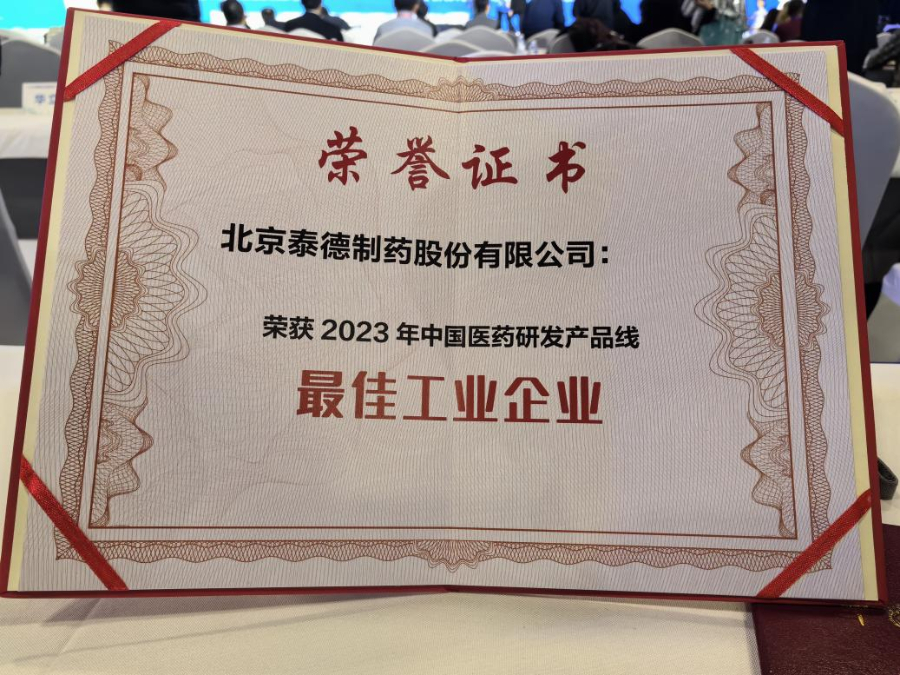 荣誉证书
北京泰德制药股份有限公司：
荣获 2023 年中国医药研发产品线
最佳工业企业